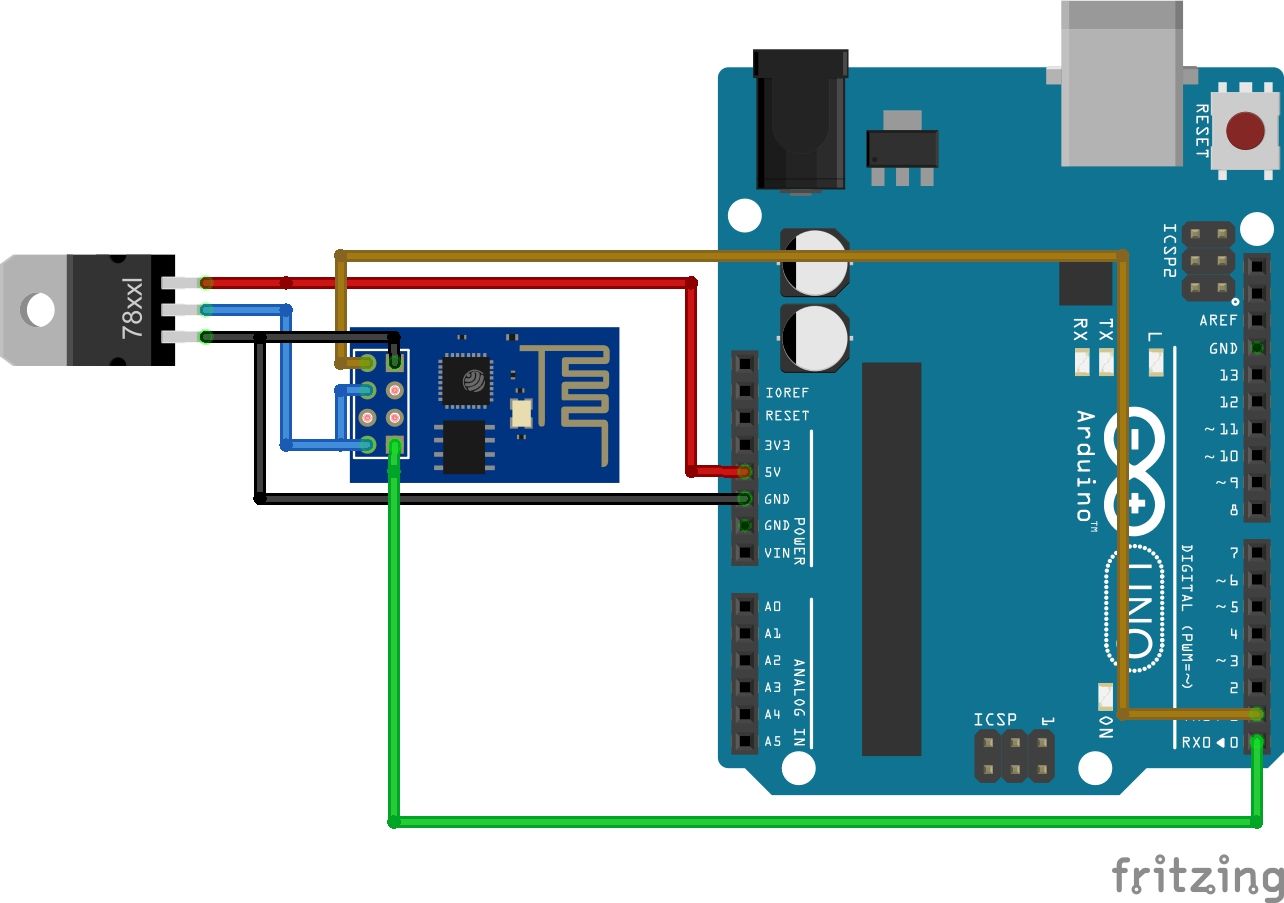 78xxl
RESET
ICSP2
AREF
GND
RX
TX
L
IOREF
RESET
3V3
5V
GND
GND
VIN
POWER
A0
A1
A2
A3
A4
A5
ANALOG IN
Arduino™
UNO
13
12
~11
~10
~9
8
7
~6
~5
4
~3
2
RX0◄0
DIGITAL (PWM=~)
ICSP
1
ON
fritzing